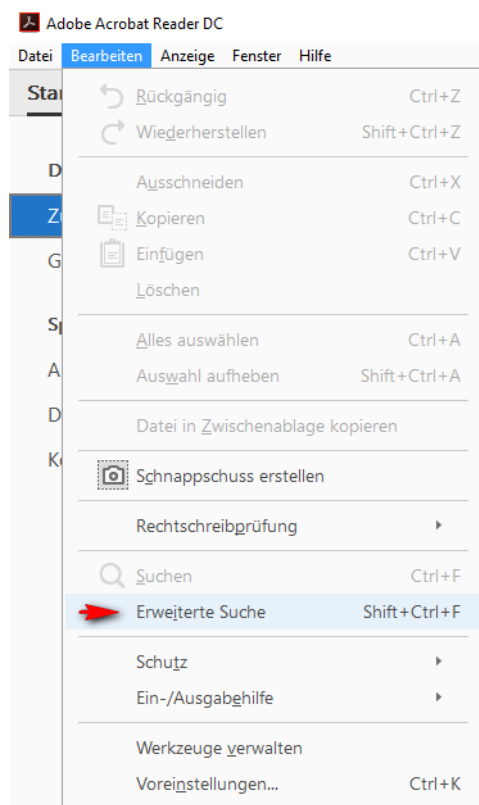 Adobe Acrobat Reader DC
Datei Bearbeiten Anzeige Fenster Hilfe
Rückgängig Ctrl+Z
Wiederherstellen Shift+Ctrl+Z
Ausschneiden Ctrl+X
Kopieren Ctrl+C
Einfügen Ctrl+V
Löschen
Alles auswählen Ctrl+A
Auswahl aufheben Shift+Ctrl+A
Datei in Zwischenablage kopieren
Schnappschuss erstellen
Rechtschreibprüfung
Suchen Ctrl+F
Erweiterte Suche Shift+Ctrl+F
Schutz
Ein-/Ausgabehilfe
Werkzeuge verwalten
Voreinstellungen... Ctrl+K